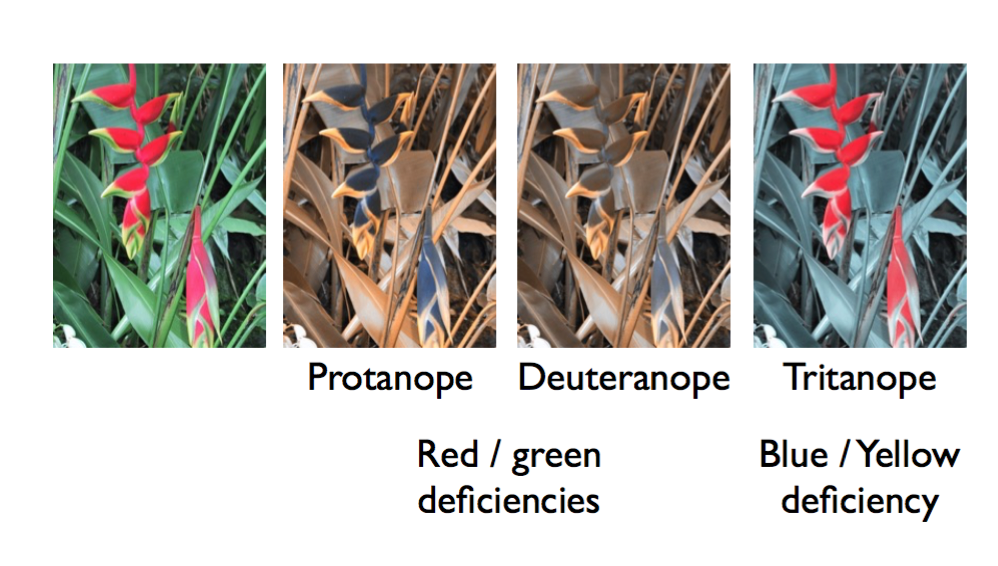 Protanope Deuteranope Tritanope
Red / green
deficiencies
Blue / Yellow
deficiency